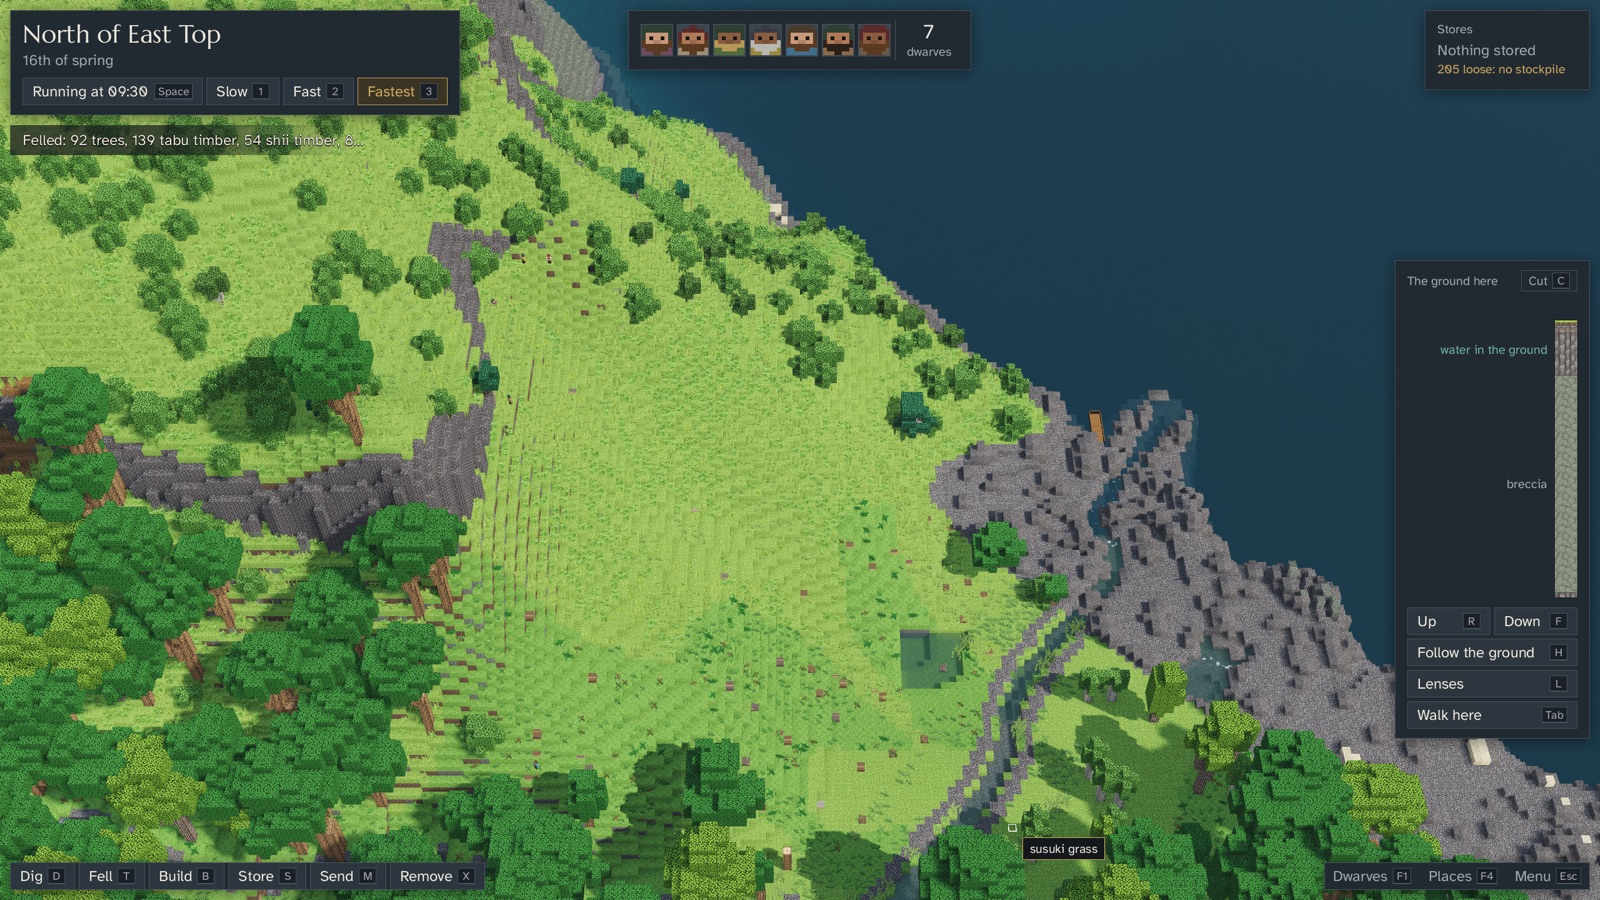 North of East Top
16th of spring
Running at 09:30 Space
Slow 1
Fast 2
Fastest 3
Felled: 92 trees, 139 tabu timber, 54 shii timber, 8...
7
dwarves
Stores
Nothing stored
205 loose: no stockpile
The ground here
Cut C
water in the ground
breccia
Up R
Down F
Follow the ground H
Lenses L
Walk here Tab
susuki grass
Dig D
Fell T
Build B
Store S
Send M
Remove X
Dwarves F1
Places F4
Menu Esc